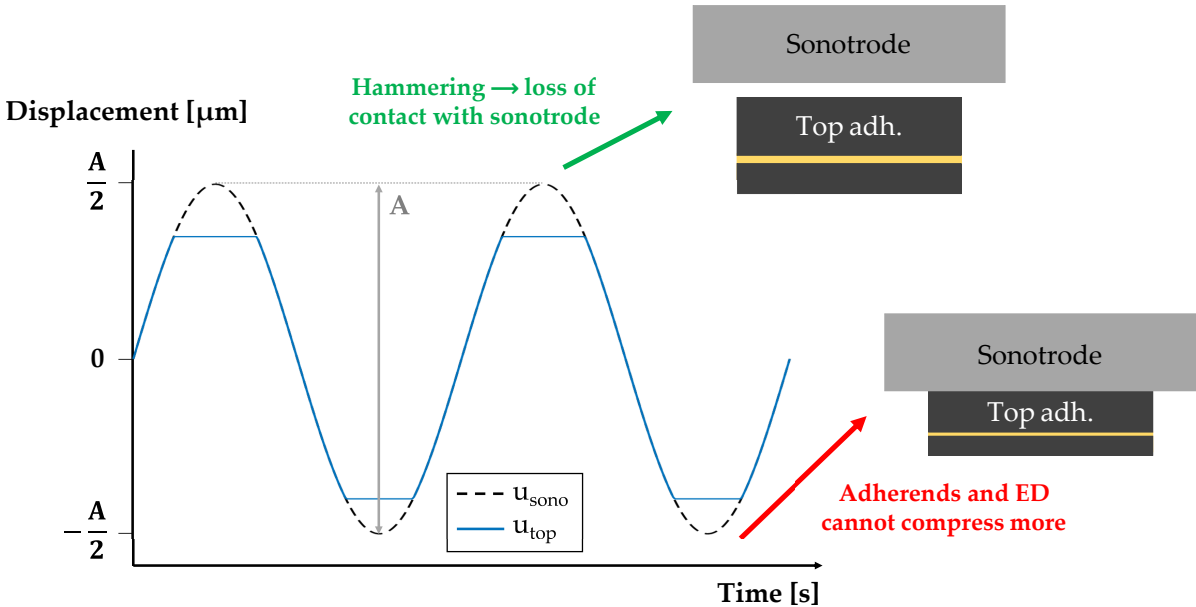 Sonotrode
Hammering → loss of
contact with sonotrode
Displacement [µm]
Top adh.
A
2
A
0
Sonotrode
Top adh.
u_sono
u_top
Adherends and ED
cannot compress more
− A
2
Time [s]